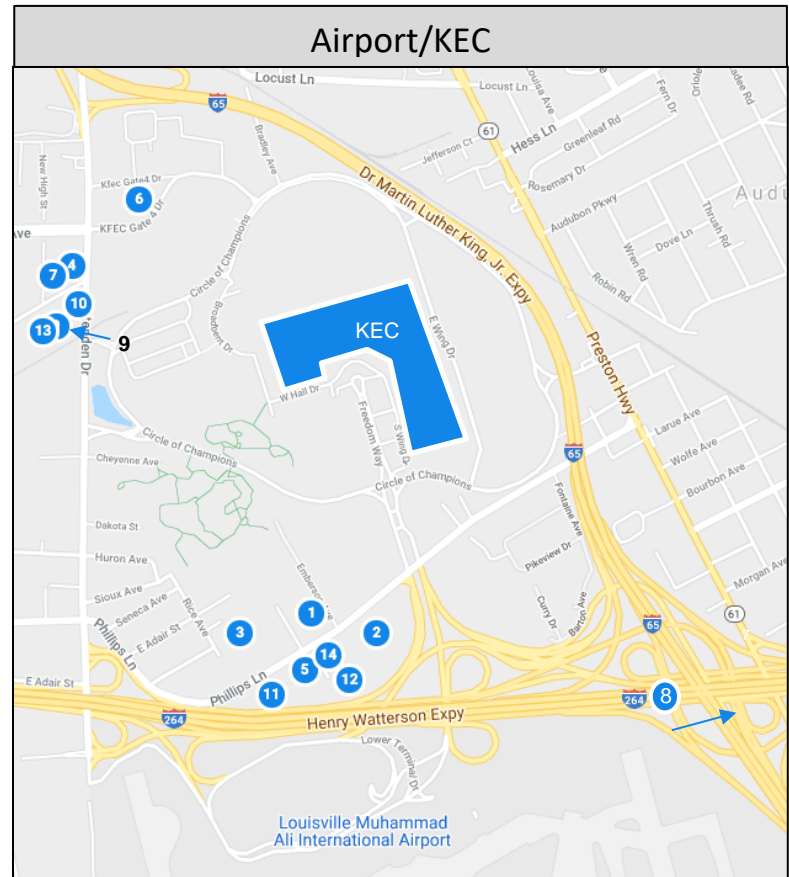 Airport/KEC
Locust Ln
Locust Ln
65
Bradley Ave
61
Hess Ln
Louisa Ave
Greenleaf Rd
Fern Dr
Jefferson Ct
Rosemary Dr
New High St
Kfec Gate4 Dr
6
KFEC Gate 4 Dr
Dr Martin Luther King, Jr. Expy
Audubon Pkwy
Thrush Rd
Dove Ln
Wren Rd
Robin Rd
4
7
10
13
9
Circle of Champions
Broadbent Dr
KEC
E Wing Dr
Preston Hwy
W Hall Dr
Freedom Way
S Wing D
Circle of Champions
Cheyenne Ave
Circle of Champions
65
Larue Ave
Wolfe Ave
Bourbon Ave
Fontaine Ave
Dakota St
Huron Ave
Pikeview Dr
Morgan Ave
Sioux Ave
Seneca Ave
Rice Ave
E Adair St
Curry Dr
Barton Ave
61
65
1
2
3
14
5
12
11
Phillips Ln
Phillips Ln
E Adair St
264
264
8
Henry Watterson Expy
Lower Terminal Dr
Louisville Muhammad
Ali International Airport